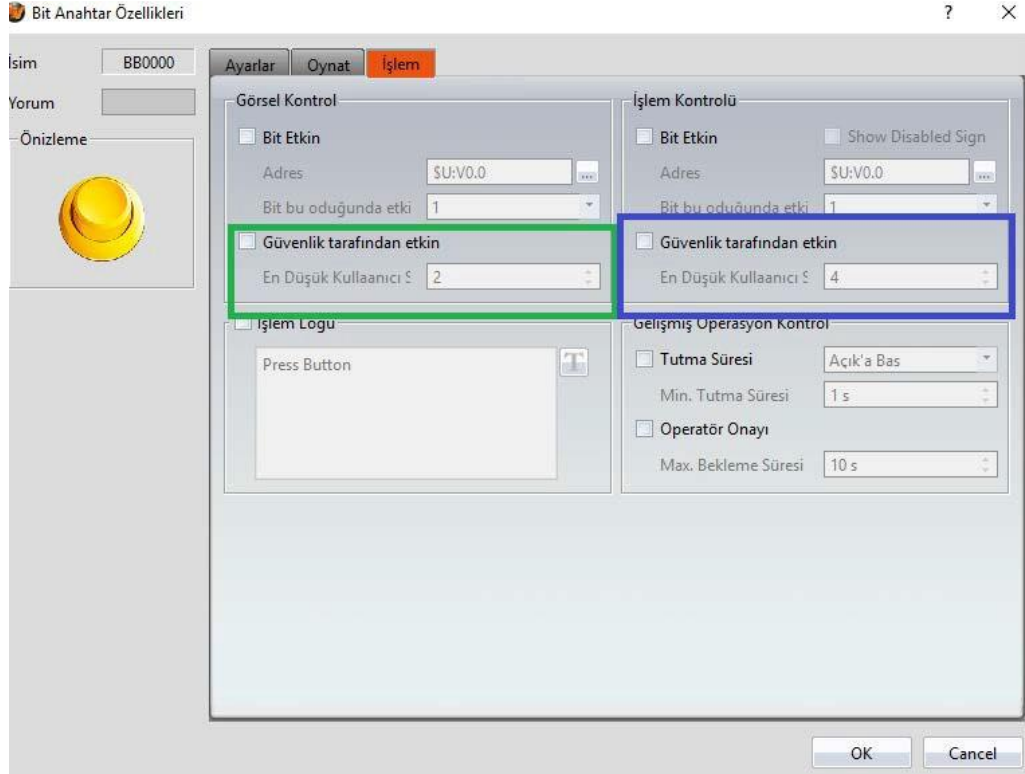 Bit Anahtar Özellikleri
?
İsim BB0000
Yorum
Önizleme
Ayarlar Oynat İşlem
Görsel Kontrol
Bit Etkin
Adres $U:V0.0 ...
Bit bu oduğunda etki 1
Güvenlik tarafından etkin
En Düşük Kullaanıcı S 2
İşlem Logu
Press Button T
İşlem Kontrolü
Bit Etkin Show Disabled Sign
Adres $U:V0.0 ...
Bit bu oduğunda etki 1
Güvenlik tarafından etkin
En Düşük Kullaanıcı S 4
Gelişmiş Operasyon Kontrol
Tutma Süresi Açık'a Bas
Min. Tutma Süresi 1 s
Operatör Onayı
Max. Bekleme Süresi 10 s
OK Cancel